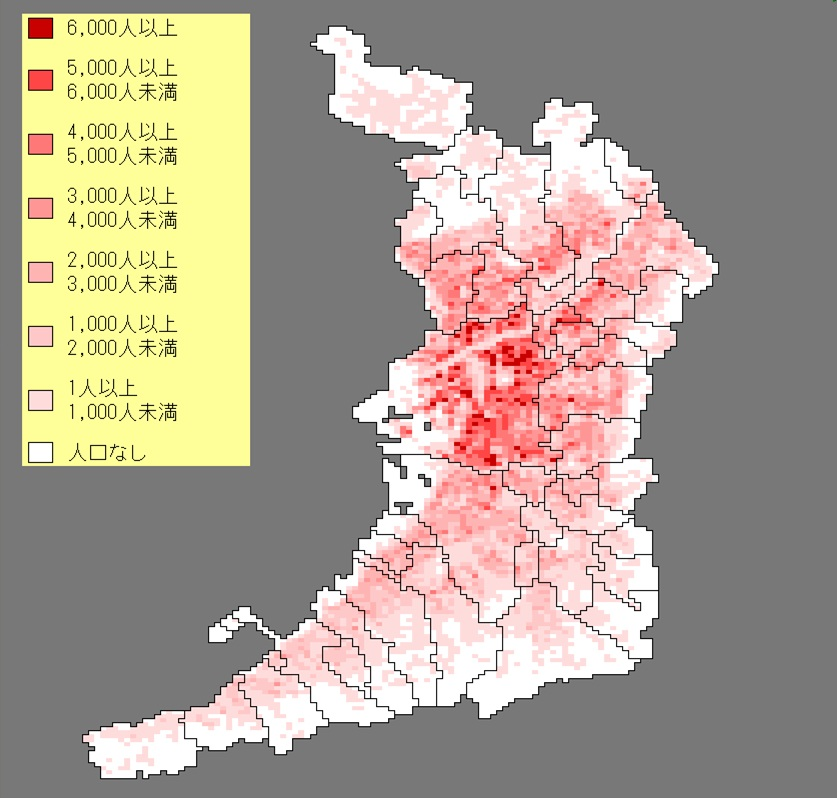 6,000人以上
5,000人以上
6,000人未満
4,000人以上
5,000人未満
3,000人以上
4,000人未満
2,000人以上
3,000人未満
1,000人以上
2,000人未満
1人以上
1,000人未満
人口なし